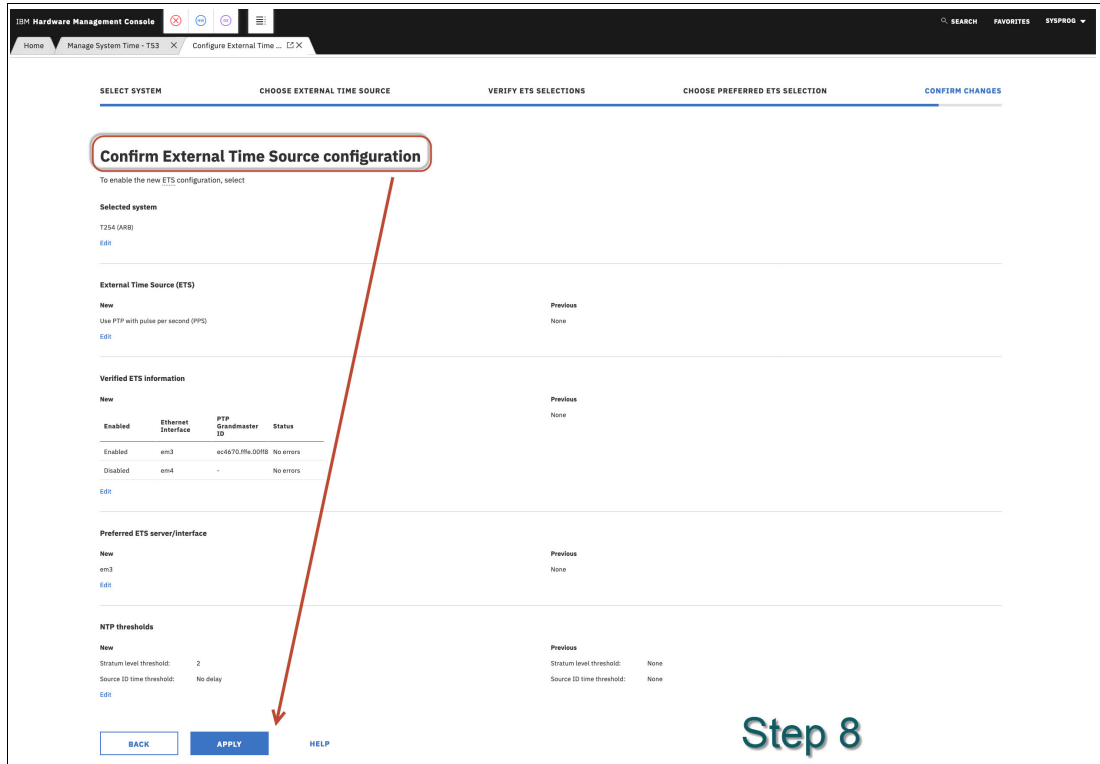 IBM Hardware Management Console
SEARCH FAVORITES SYSPROG
Home Manage System Time - TS3 X Configure External Time ... X
SELECT SYSTEM CHOOSE EXTERNAL TIME SOURCE VERIFY ETS SELECTIONS CHOOSE PREFERRED ETS SELECTION CONFIRM CHANGES
Confirm External Time Source configuration
To enable the new ETS configuration, select
Selected system
T254 (ARB)
Edit
External Time Source (ETS)
New Previous
Use PTP with pulse per second (PPS) None
Edit
Verified ETS information
New Previous
None
Enabled Ethernet Interface PTP Grandmaster ID Status
Enabled em3 ec4670.fffe.00ff8 No errors
Disabled em4 - No errors
Edit
Preferred ETS server/interface
New Previous
em3 None
Edit
NTP thresholds
New Previous
Stratum level threshold: 2 Stratum level threshold: None
Source ID time threshold: No delay Source ID time threshold: None
Edit
BACK APPLY HELP
Step 8